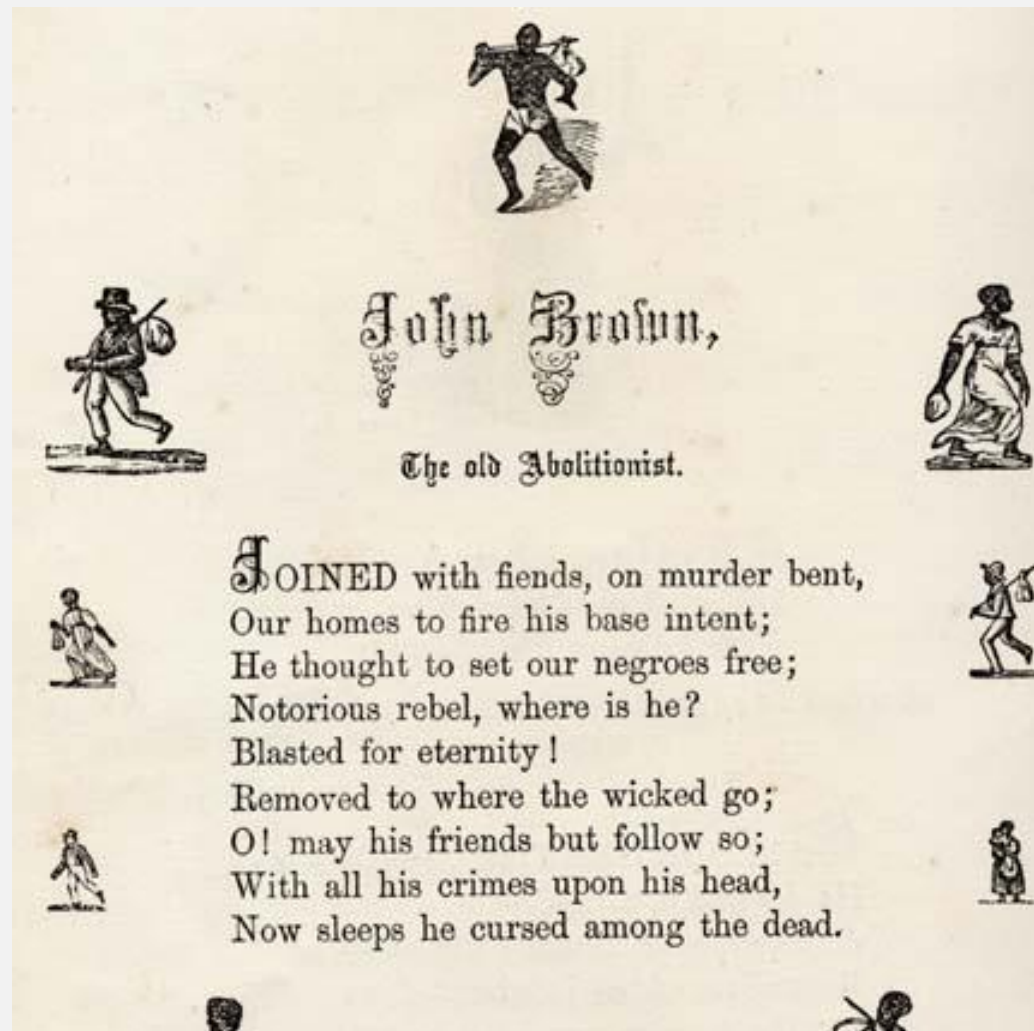 John Brown,
The old Abolitionist.
JOINED with fiends, on murder bent,
Our homes to fire his base intent;
He thought to set our negroes free;
Notorious rebel, where is he?
Blasted for eternity!
Removed to where the wicked go;
O! may his friends but follow so;
With all his crimes upon his head,
Now sleeps he cursed among the dead.